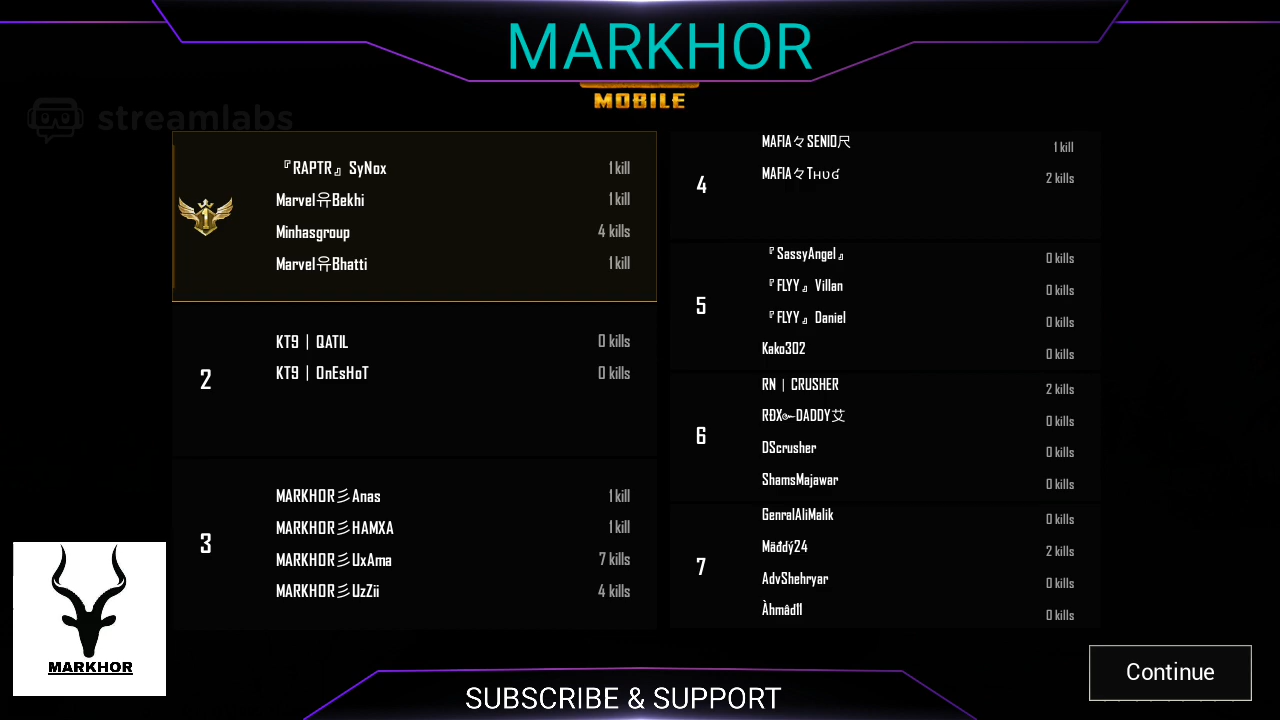 MARKHOR
MOBILE
streamlabs
1
『RAPTR』 SyNox 1 kill
Marvel유Bekhi 1 kill
Minhasgroup 4 kills
Marvel유Bhatti 1 kill
2
KT9 | QATIL 0 kills
KT9 | OnEsHoT 0 kills
3
MARKHOR彡Anas 1 kill
MARKHOR彡HAMXA 1 kill
MARKHOR彡UxAma 7 kills
MARKHOR彡UzZii 4 kills
4
MAFIA々SENIO尺 1 kill
MAFIA々Tʜυɠ 2 kills
5
『SassyAngel』 0 kills
『FLYY』 Villan 0 kills
『FLYY』 Daniel 0 kills
Kako302 0 kills
6
RN | CRUSHER 2 kills
RĐX๛DADDY艾 0 kills
DScrusher 0 kills
ShamsMajawar 0 kills
7
GenralAliMalik 0 kills
Mäđdý24 2 kills
AdvShehryar 0 kills
Àhmâd11 0 kills
MARKHOR
Continue
SUBSCRIBE & SUPPORT